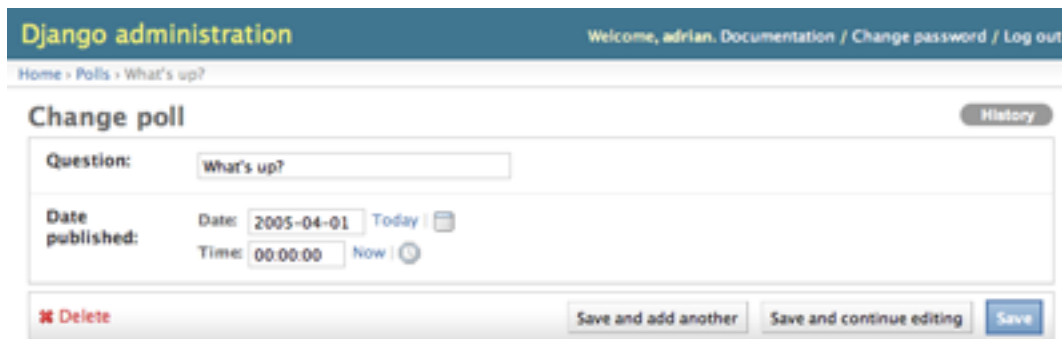 Django administration
Welcome, adrian. Documentation / Change password / Log out
Home › Polls › What's up?
Change poll
History
Question:
What's up?
Date published:
Date: 2005-04-01 Today |
Time: 00:00:00 Now |
Delete
Save and add another
Save and continue editing
Save